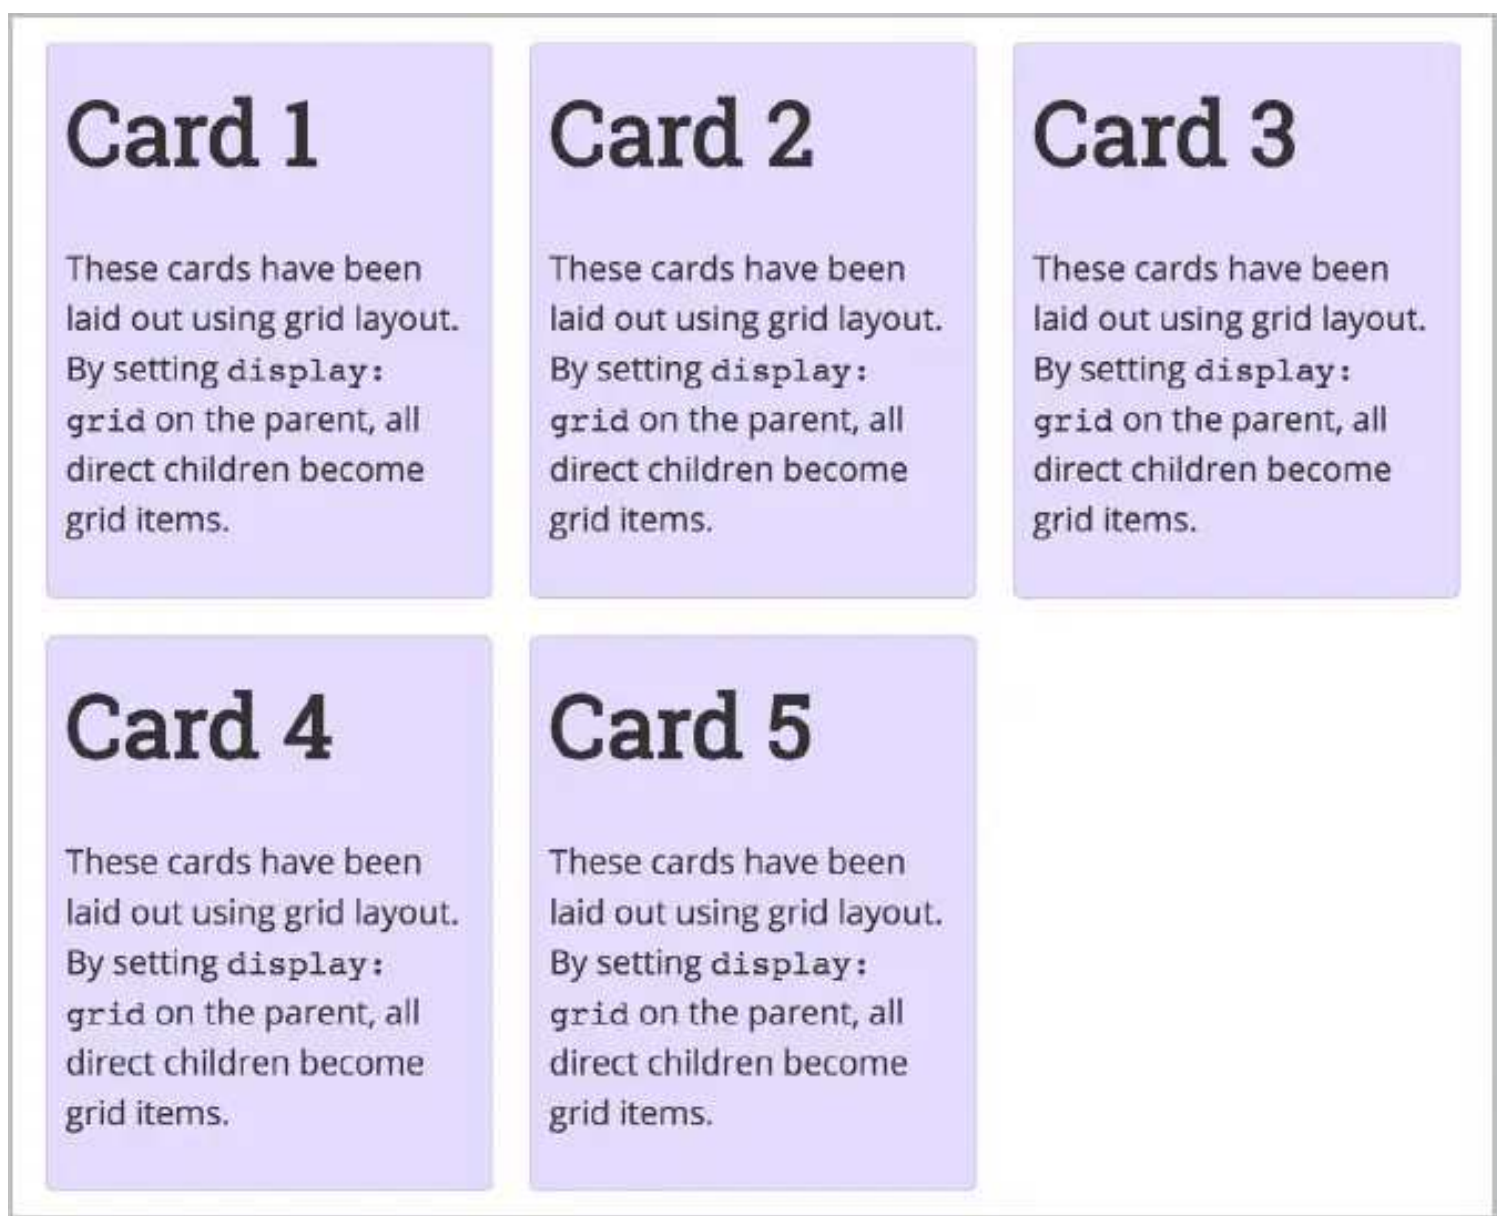 Card 1
These cards have been
laid out using grid layout.
By setting display:
grid on the parent, all
direct children become
grid items.
Card 2
These cards have been
laid out using grid layout.
By setting display:
grid on the parent, all
direct children become
grid items.
Card 3
These cards have been
laid out using grid layout.
By setting display:
grid on the parent, all
direct children become
grid items.
Card 4
These cards have been
laid out using grid layout.
By setting display:
grid on the parent, all
direct children become
grid items.
Card 5
These cards have been
laid out using grid layout.
By setting display:
grid on the parent, all
direct children become
grid items.